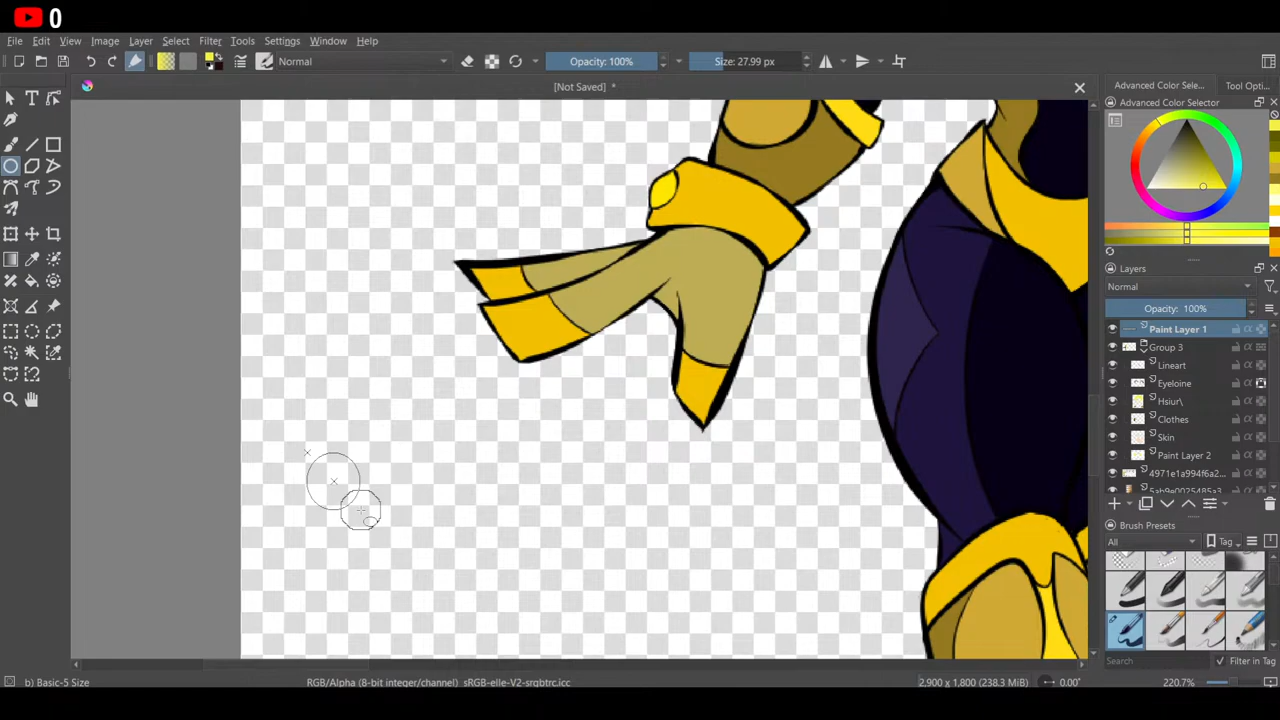 0
File Edit View Image Layer Select Filter Tools Settings Window Help
Normal Opacity: 100% Size: 27.99 px
[Not Saved] *
Advanced Color Sele... Tool Opti...
Advanced Color Selector
Layers
Normal
Opacity: 100%
Paint Layer 1
Group 3
Lineart
Eyeloine
Hsiur\
Clothes
Skin
Paint Layer 2
4971e1a994f6a2...
5ab9e0025485a3...
Brush Presets
All Tag
Search Filter in Tag
b) Basic-5 Size RGB/Alpha (8-bit integer/channel) sRGB-elle-V2-srgbtrc.icc 2,900 x 1,800 (238.3 MiB) 0.00° 220.7%